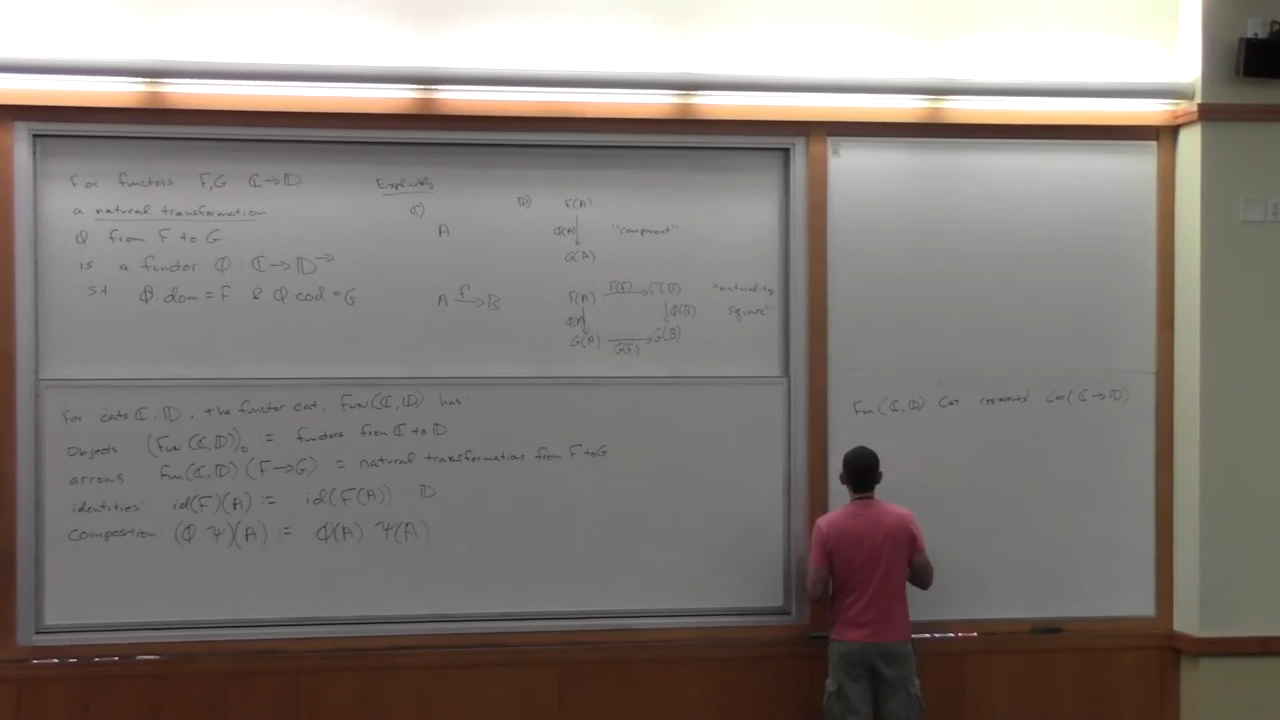 For functors F, G : ℂ → 𝔻
a natural transformation
φ from F to G
is a functor φ : ℂ → 𝔻^→
st φ · dom = F & φ · cod = G
Explicitly
ℂ) 𝔻)
A
F(A)
φ(A) ↓ "component"
G(A)
A —f→ B
F(A) —F(f)→ F(B) "naturality
φ(A) ↓ ↓ φ(B) square"
G(A) —G(f)→ G(B)
For cats ℂ, 𝔻, the functor cat, Fun(ℂ, 𝔻) has
Objects (Fun(ℂ, 𝔻))₀ := functors from ℂ to 𝔻
arrows Fun(ℂ, 𝔻)(F → G) = natural transformations from F to G
identities: id(F)(A) := id(F(A)) : 𝔻
Composition: (φ · ψ)(A) := φ(A) · ψ(A)
Fun(ℂ, 𝔻) : Cat "represents" Cat(ℂ → 𝔻)